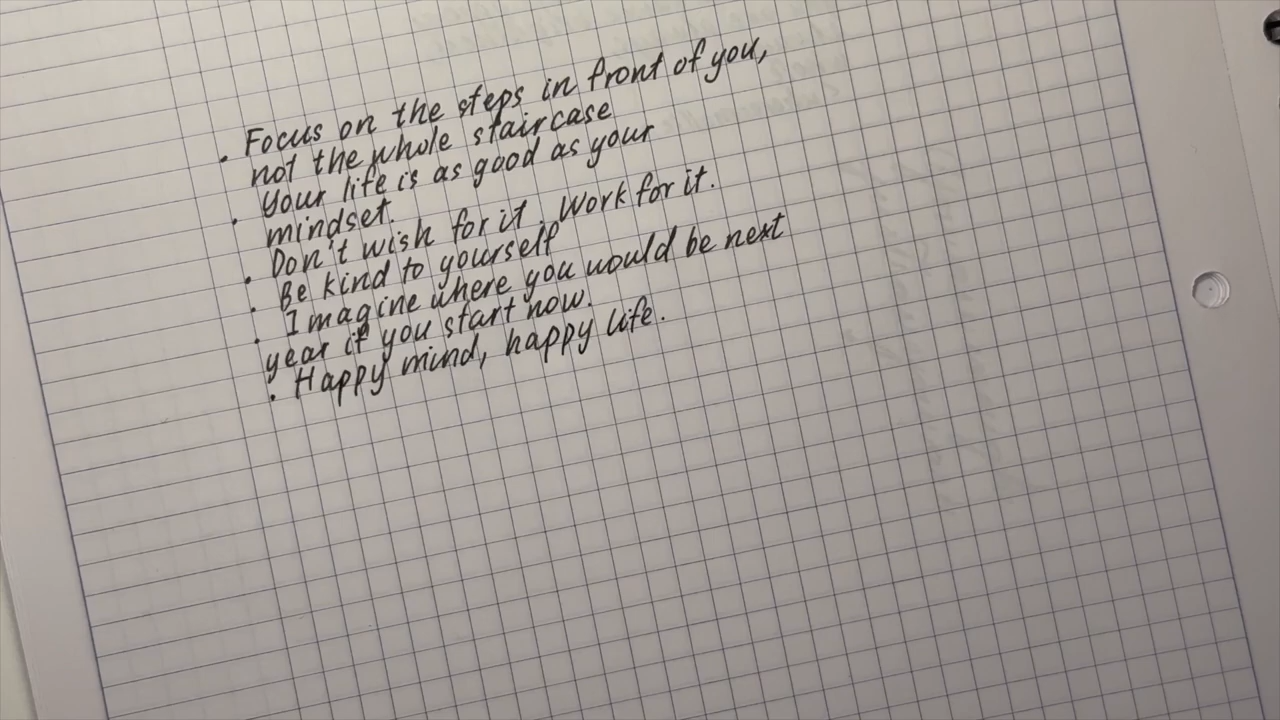 . Focus on the steps in front of you,
not the whole staircase
. Your life is as good as your
mindset.
. Don't wish for it. Work for it.
. Be kind to yourself
. Imagine where you would be next
year if you start now.
. Happy mind, happy life.